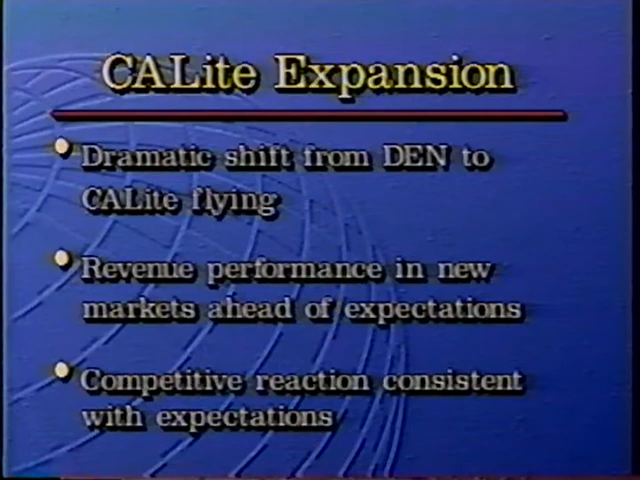 CALite Expansion
• Dramatic shift from DEN to
CALite flying
• Revenue performance in new
markets ahead of expectations
• Competitive reaction consistent
with expectations